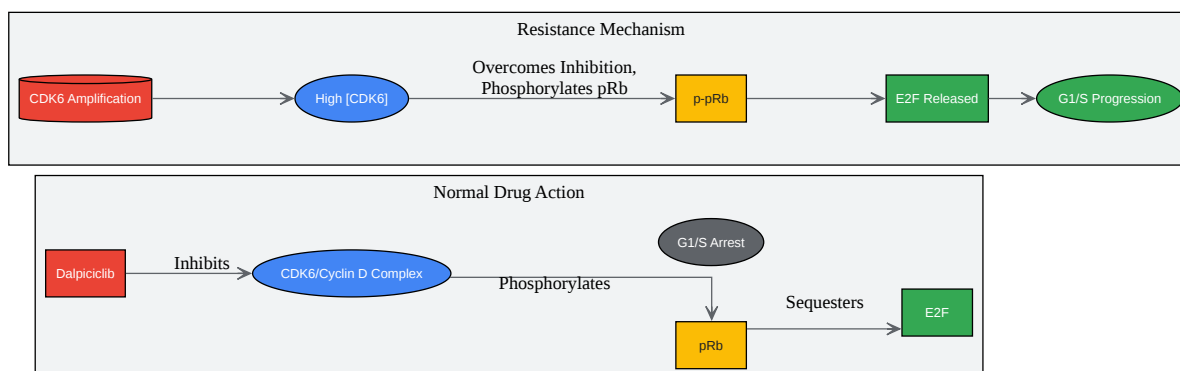 Resistance Mechanism
CDK6 Amplification
High [CDK6]
Overcomes Inhibition,
Phosphorylates pRb
p-pRb
E2F Released
G1/S Progression
Normal Drug Action
Dalpiciclib
Inhibits
CDK6/Cyclin D Complex
Phosphorylates
G1/S Arrest
pRb
Sequesters
E2F